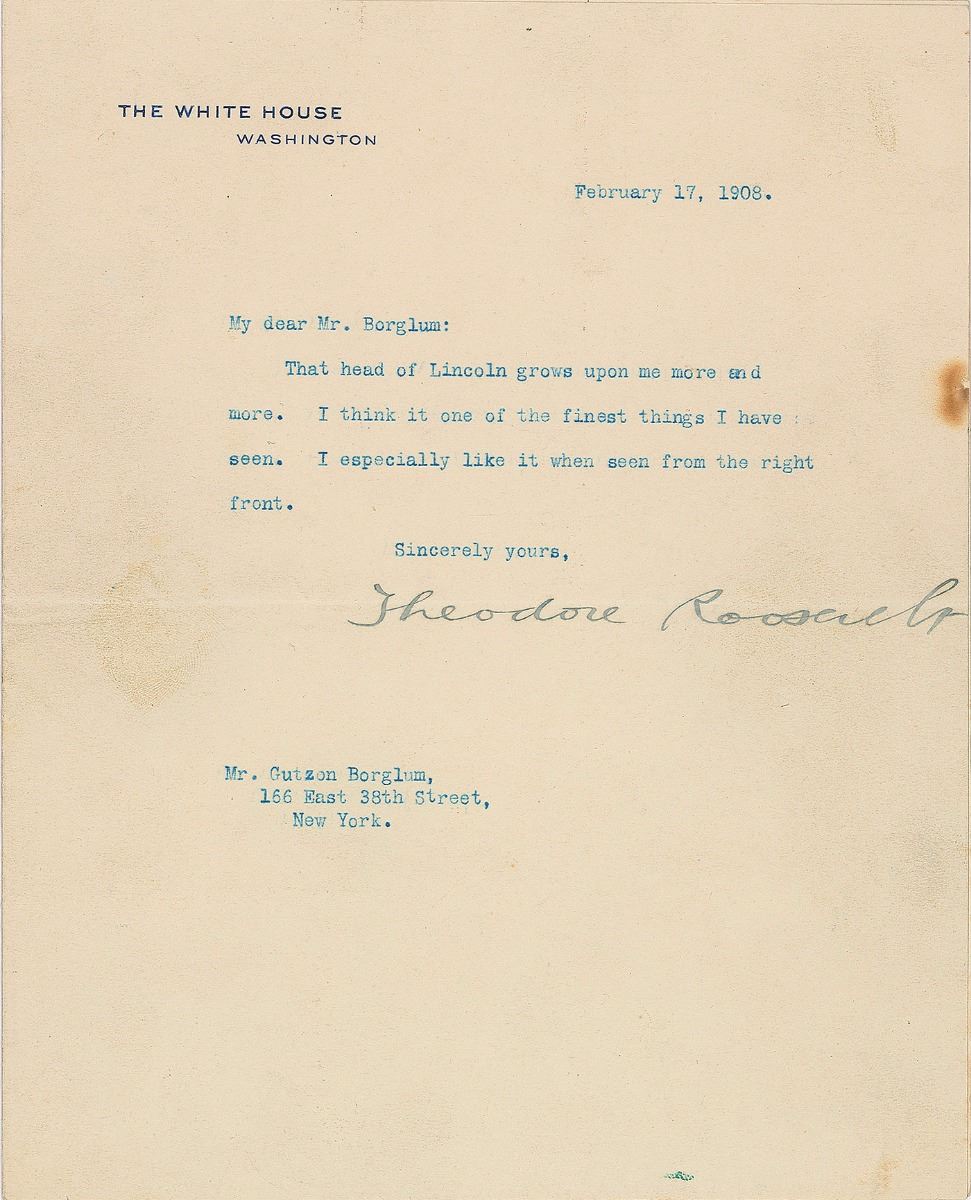 THE WHITE HOUSE
WASHINGTON
February 17, 1908.
My dear Mr. Borglum:
That head of Lincoln grows upon me more and
more. I think it one of the finest things I have
seen. I especially like it when seen from the right
front.
Sincerely yours,
Theodore Roosevelt
Mr. Gutzon Borglum,
166 East 38th Street,
New York.